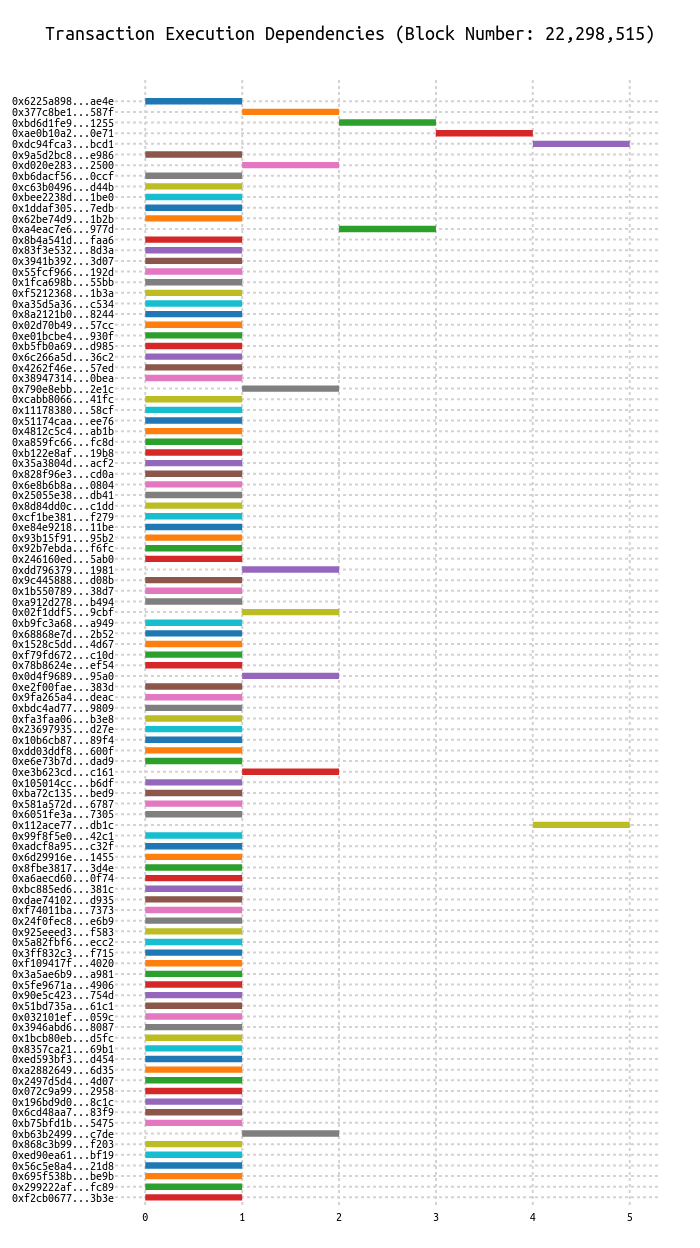 Transaction Execution Dependencies (Block Number: 22,298,515)
0x6225a898...ae4e
0x377c8be1...587f
0xbd6d1fe9...1255
0xae0b10a2...0e71
0xdc94fca3...bcd1
0x9a5d2bc8...e986
0xd020e283...2500
0xb6dacf56...0ccf
0xc63b0496...d44b
0xbee2238d...1be0
0x1ddaf305...7edb
0x62be74d9...1b2b
0xa4eac7e6...977d
0x8b4a541d...faa6
0x83f3e532...8d3a
0x3941b392...3d07
0x55fcf966...192d
0x1fca698b...55bb
0xf5212368...1b3a
0xa35d5a36...c534
0x8a2121b0...8244
0x02d70b49...57cc
0xe01bcbe4...930f
0xb5fb0a69...d985
0x6c266a5d...36c2
0x4262f46e...57ed
0x38947314...0bea
0x790e8ebb...2e1c
0xcabb8066...41fc
0x11178380...58cf
0x51174caa...ee76
0x4812c5c4...ab1b
0xa859fc66...fc8d
0xb122e8af...19b8
0x35a3804d...acf2
0x828f96e3...cd0a
0x6e8b6b8a...0804
0x25055e38...db41
0x8d84dd0c...c1dd
0xcf1be381...f279
0xe84e9218...11be
0x93b15f91...95b2
0x92b7ebda...f6fc
0x246160ed...5ab0
0xdd796379...1981
0x9c445888...d08b
0x1b550789...38d7
0xa912d278...b494
0x02f1ddf5...9cbf
0xb9fc3a68...a949
0x68868e7d...2b52
0x1528c5dd...4d67
0xf79fd672...c10d
0x78b8624e...ef54
0x0d4f9689...95a0
0xe2f00fae...383d
0x9fa265a4...deac
0xbdc4ad77...9809
0xfa3faa06...b3e8
0x23697935...d27e
0x10b6cb87...89f4
0xdd03ddf8...600f
0xe6e73b7d...dad9
0xe3b623cd...c161
0x105014cc...b6df
0xba72c135...bed9
0x581a572d...6787
0x6051fe3a...7305
0x112ace77...db1c
0x99f8f5e0...42c1
0xadcf8a95...c32f
0x6d29916e...1455
0x8fbe3817...3d4e
0xa6aecd60...0f74
0xbc885ed6...381c
0xdae74102...d935
0xf74011ba...7373
0x24f0fec8...e6b9
0x925eeed3...f583
0x5a82fbf6...ecc2
0x3ff832c3...f715
0xf109417f...4020
0x3a5ae6b9...a981
0x5fe9671a...4906
0x90e5c423...754d
0x51bd735a...61c1
0x032101ef...059c
0x3946abd6...8087
0x1bcb80eb...d5fc
0x8357ca21...69b1
0xed593bf3...d454
0xa2882649...6d35
0x2497d5d4...4d07
0x072c9a99...2958
0x196bd9d0...8c1c
0x6cd48aa7...83f9
0xb75bfd1b...5475
0xb63b2499...c7de
0x868c3b99...f203
0xed90ea61...bf19
0x56c5e8a4...21d8
0x695f538b...be9b
0x299222af...fc89
0xf2cb0677...3b3e
0 1 2 3 4 5